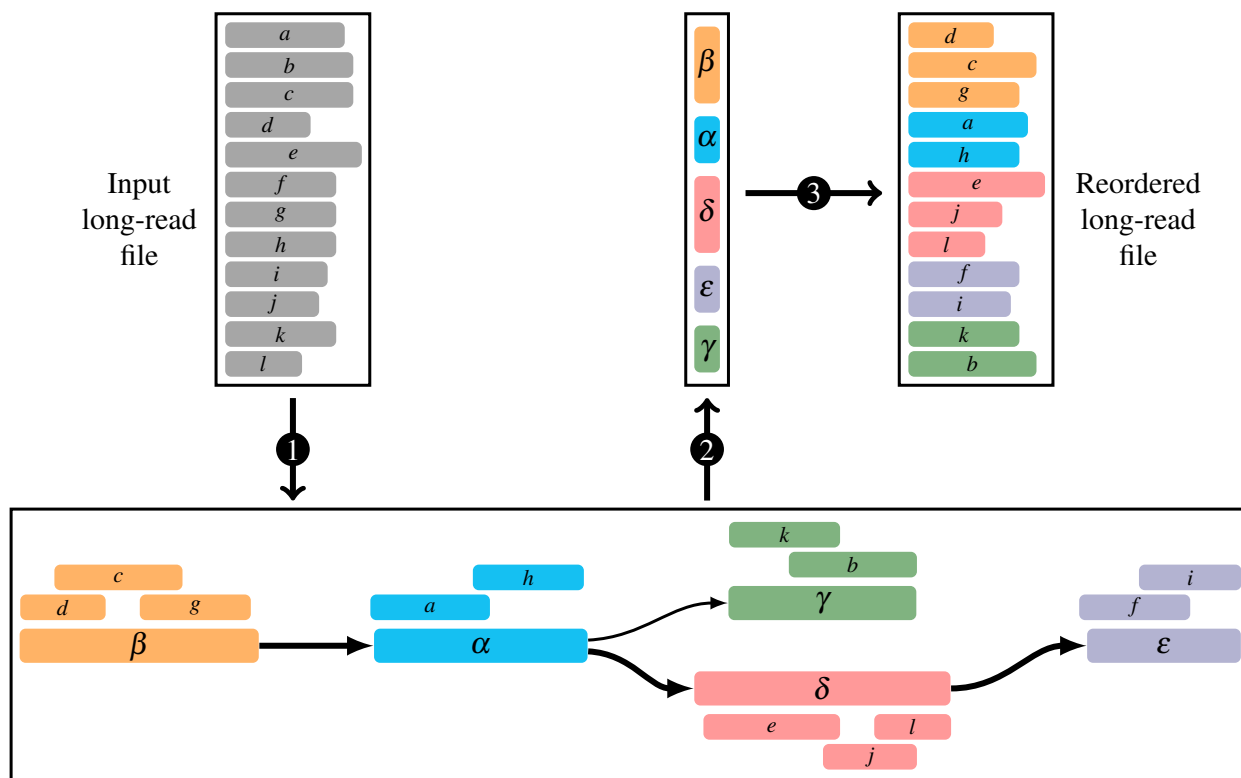 Input
long-read
file
a
b
c
d
e
f
g
h
i
j
k
l
β
α
δ
ε
γ
3
d
c
g
a
h
e
j
l
f
i
k
b
Reordered
long-read
file
1
2
c
d g
β
h
a
α
k
b
γ
δ
e l
j
i
f
ε